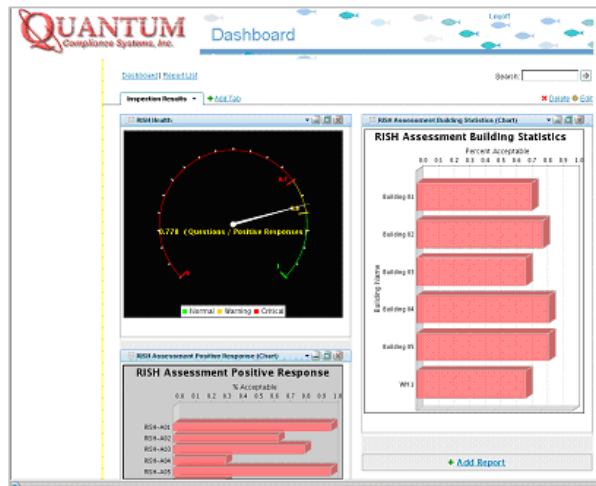 QUANTUM
Compliance Systems, Inc.
Dashboard
Logoff
Dashboard | Report List
Search:
Inspection Results
Add Tab
Delete
Edit
RISH Health
0.7
0.8
0.778 ( Questions / Positive Responses
Normal
Warning
Critical
RISH Assessment Building Statistics (Chart)
RISH Assessment Building Statistics
Percent Acceptable
0.0 0.1 0.2 0.3 0.4 0.5 0.6 0.7 0.8 0.9 1.0
Building Name
Building 01
Building 02
Building 03
Building 04
Building 05
WM 1
RISH Assessment Positive Response (Chart)
RISH Assessment Positive Response
% Acceptable
0.0 0.1 0.2 0.3 0.4 0.5 0.6 0.7 0.8 0.9 1.0
RISH-A01
RISH-A02
RISH-A03
RISH-A04
RISH-A05
+ Add Report